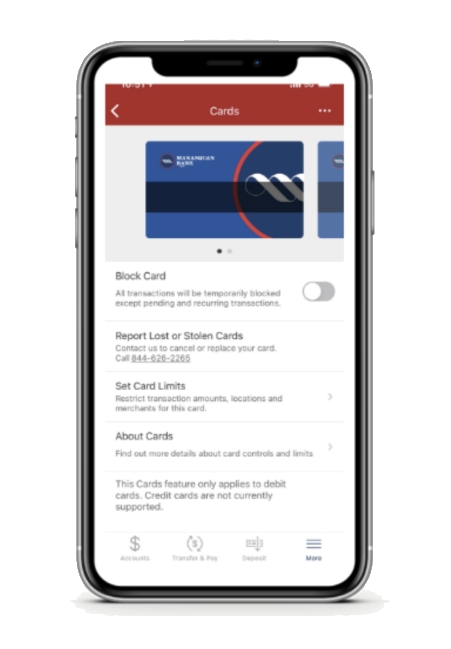 Cards
MANASQUAN
BANK
Block Card
All transactions will be temporarily blocked
except pending and recurring transactions.
Report Lost or Stolen Cards
Contact us to cancel or replace your card.
Call 844-626-2265
Set Card Limits
Restrict transaction amounts, locations and
merchants for this card.
About Cards
Find out more details about card controls and limits
This Cards feature only applies to debit
cards. Credit cards are not currently
supported.
Accounts
Transfer & Pay
Deposit
More